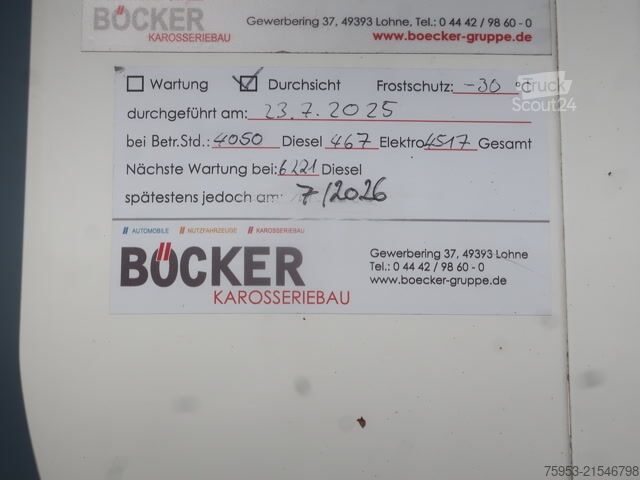 BÖCKER
KAROSSERIEBAU
Gewerbering 37, 49393 Lohne, Tel.: 0 44 42 / 98 60 - 0
www.boecker-gruppe.de
Wartung Durchsicht Frostschutz: -30 °C
Truck
Scout24
durchgeführt am: 23.7.2025
bei Betr.Std.: 4050 Diesel 467 Elektro 4517 Gesamt
Nächste Wartung bei: 6221 Diesel
spätestens jedoch am: 7/2026
AUTOMOBILE NUTZFAHRZEUGE KAROSSERIEBAU
BÖCKER
KAROSSERIEBAU
Gewerbering 37, 49393 Lohne
Tel.: 0 44 42 / 98 60 - 0
www.boecker-gruppe.de
75953-21546798